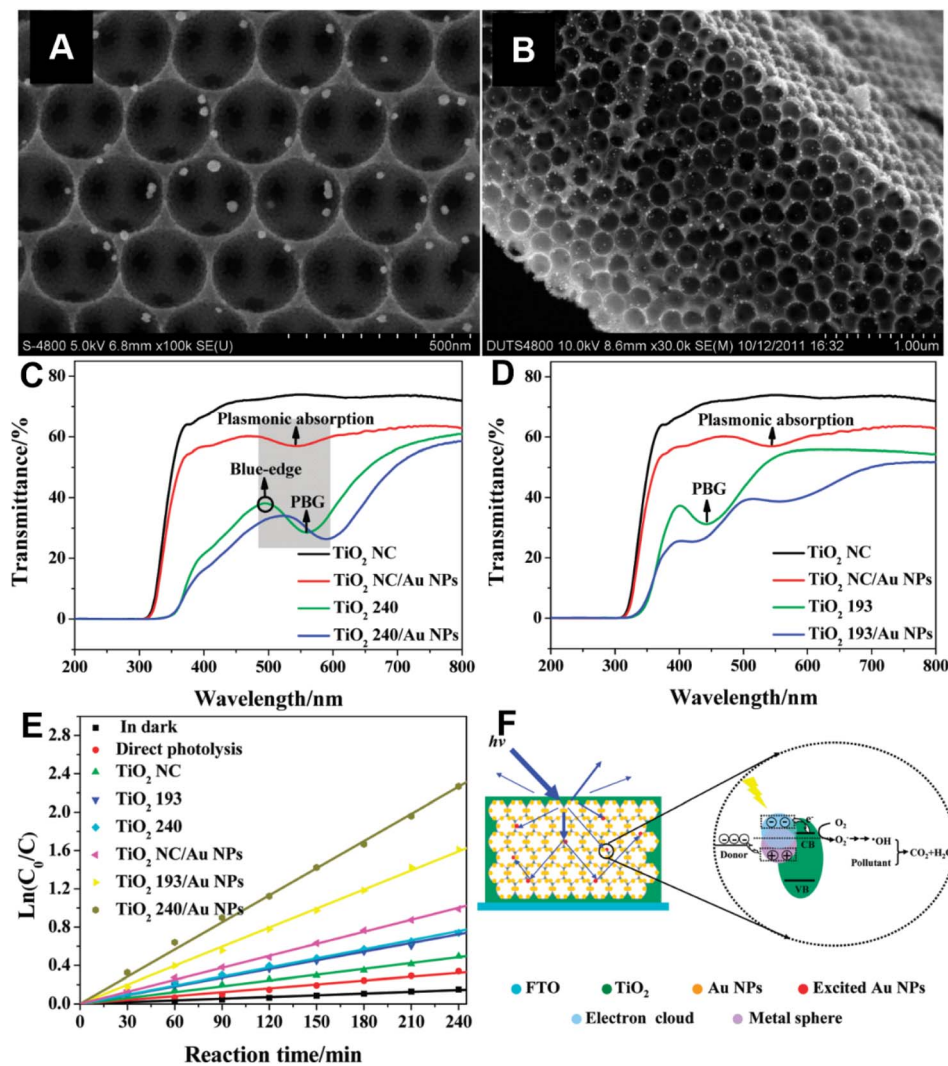 A
S-4800 5.0kV 6.8mm x100k SE(U)
500nm
B
DUTS4800 10.0kV 8.6mm x30.0k SE(M) 10/12/2011 16:32
1.00um
C
80
60
40
20
0
Transmittance/%
Plasmonic absorption
Blue-edge
PBG
TiO₂ NC
TiO₂ NC/Au NPs
TiO₂ 240
TiO₂ 240/Au NPs
200 300 400 500 600 700 800
Wavelength/nm
D
80
60
40
20
0
Transmittance/%
Plasmonic absorption
PBG
TiO₂ NC
TiO₂ NC/Au NPs
TiO₂ 193
TiO₂ 193/Au NPs
200 300 400 500 600 700 800
Wavelength/nm
E
2.8
2.4
2.0
1.6
1.2
0.8
0.4
0.0
Ln(C₀/C)
In dark
Direct photolysis
TiO₂ NC
TiO₂ 193
TiO₂ 240
TiO₂ NC/Au NPs
TiO₂ 193/Au NPs
TiO₂ 240/Au NPs
0 30 60 90 120 150 180 210 240
Reaction time/min
F
hν
Donor
e⁻
CB
VB
O₂
O₂⁻
·OH
Pollutant
CO₂+H₂O
FTO
TiO₂
Au NPs
Excited Au NPs
Electron cloud
Metal sphere